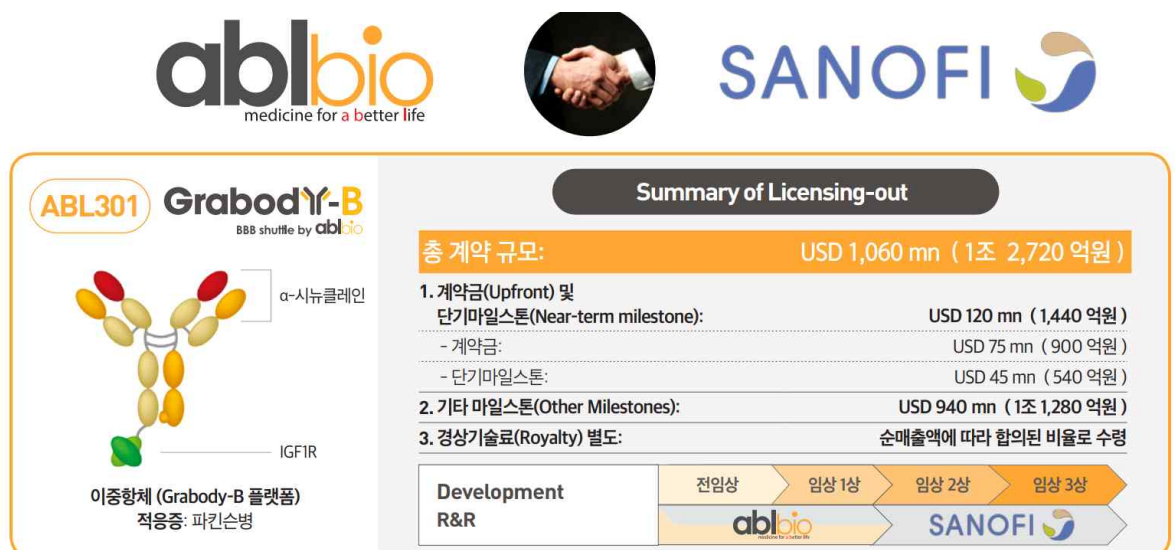 ablbio
medicine for a better life
SANOFI
ABL301
Grabody-B
BBB shuttle by ablbio
α-시뉴클레인
IGF1R
이중항체 (Grabody-B 플랫폼)
적응증: 파킨슨병
Summary of Licensing-out
총 계약 규모: USD 1,060 mn ( 1조 2,720 억원 )
1. 계약금(Upfront) 및
단기마일스톤(Near-term milestone): USD 120 mn ( 1,440 억원 )
- 계약금: USD 75 mn ( 900 억원 )
- 단기마일스톤: USD 45 mn ( 540 억원 )
2. 기타 마일스톤(Other Milestones): USD 940 mn ( 1조 1,280 억원 )
3. 경상기술료(Royalty) 별도: 순매출액에 따라 합의된 비율로 수령
Development
R&R
전임상 임상 1상 임상 2상 임상 3상
ablbio SANOFI
medicine for a better life